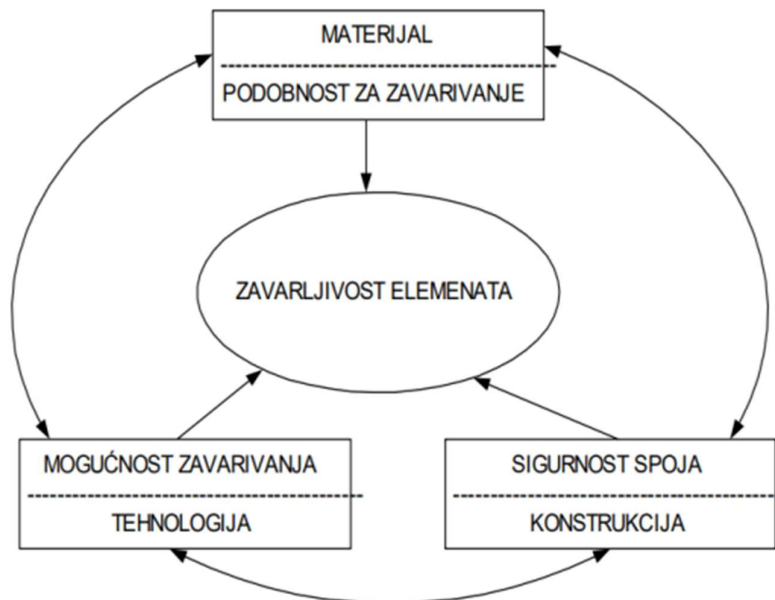 MATERIJAL
PODOBNOST ZA ZAVARIVANJE
ZAVARLJIVOST ELEMENATA
MOGUĆNOST ZAVARIVANJA
TEHNOLOGIJA
SIGURNOST SPOJA
KONSTRUKCIJA